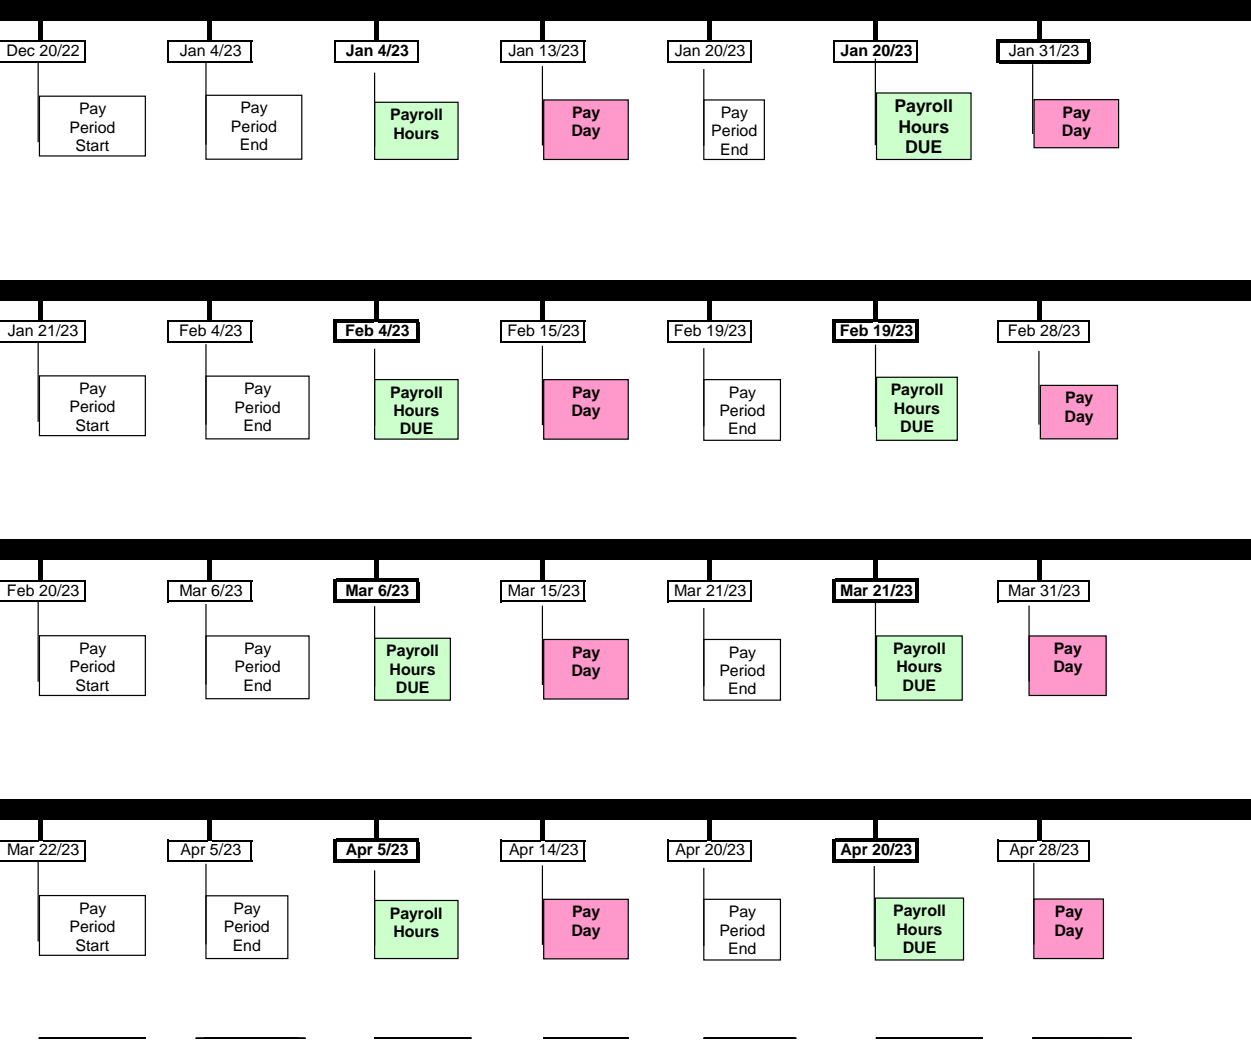 Dec 20/22 Jan 4/23 Jan 4/23 Jan 13/23 Jan 20/23 Jan 20/23 Jan 31/23
Pay Pay Payroll Pay Pay Payroll Pay
Period Period Hours Day Period Hours Day
Start End End DUE
Jan 21/23 Feb 4/23 Feb 4/23 Feb 15/23 Feb 19/23 Feb 19/23 Feb 28/23
Pay Pay Payroll Pay Pay Payroll Pay
Period Period Hours Day Period Hours Day
Start End DUE End DUE
Feb 20/23 Mar 6/23 Mar 6/23 Mar 15/23 Mar 21/23 Mar 21/23 Mar 31/23
Pay Pay Payroll Pay Pay Payroll Pay
Period Period Hours Day Period Hours Day
Start End DUE End DUE
Mar 22/23 Apr 5/23 Apr 5/23 Apr 14/23 Apr 20/23 Apr 20/23 Apr 28/23
Pay Pay Payroll Pay Pay Payroll Pay
Period Period Hours Day Period Hours Day
Start End End DUE